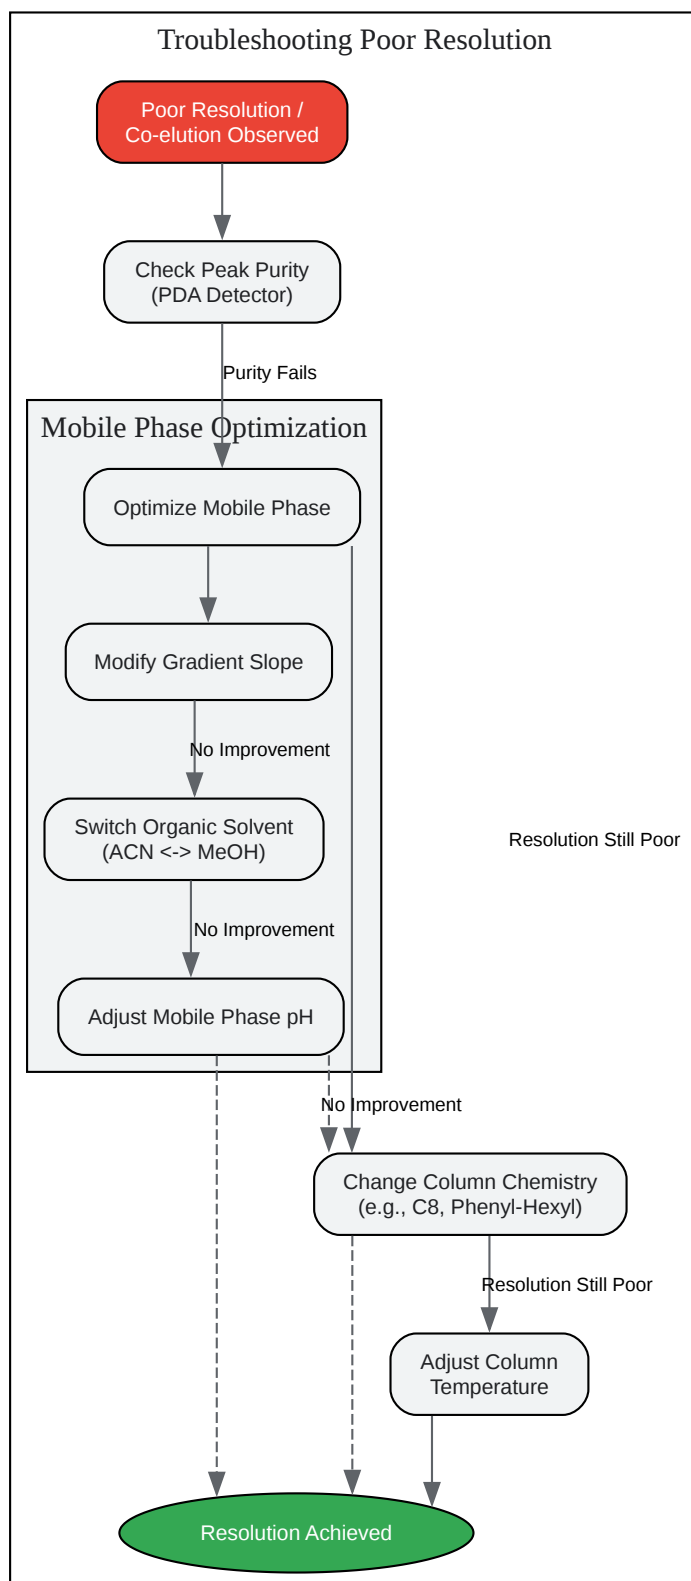 Troubleshooting Poor Resolution
Poor Resolution /
Co-elution Observed
Check Peak Purity
(PDA Detector)
Purity Fails
Mobile Phase Optimization
Optimize Mobile Phase
Modify Gradient Slope
No Improvement
Switch Organic Solvent
(ACN <-> MeOH)
Resolution Still Poor
No Improvement
Adjust Mobile Phase pH
No Improvement
Change Column Chemistry
(e.g., C8, Phenyl-Hexyl)
Resolution Still Poor
Adjust Column
Temperature
Resolution Achieved